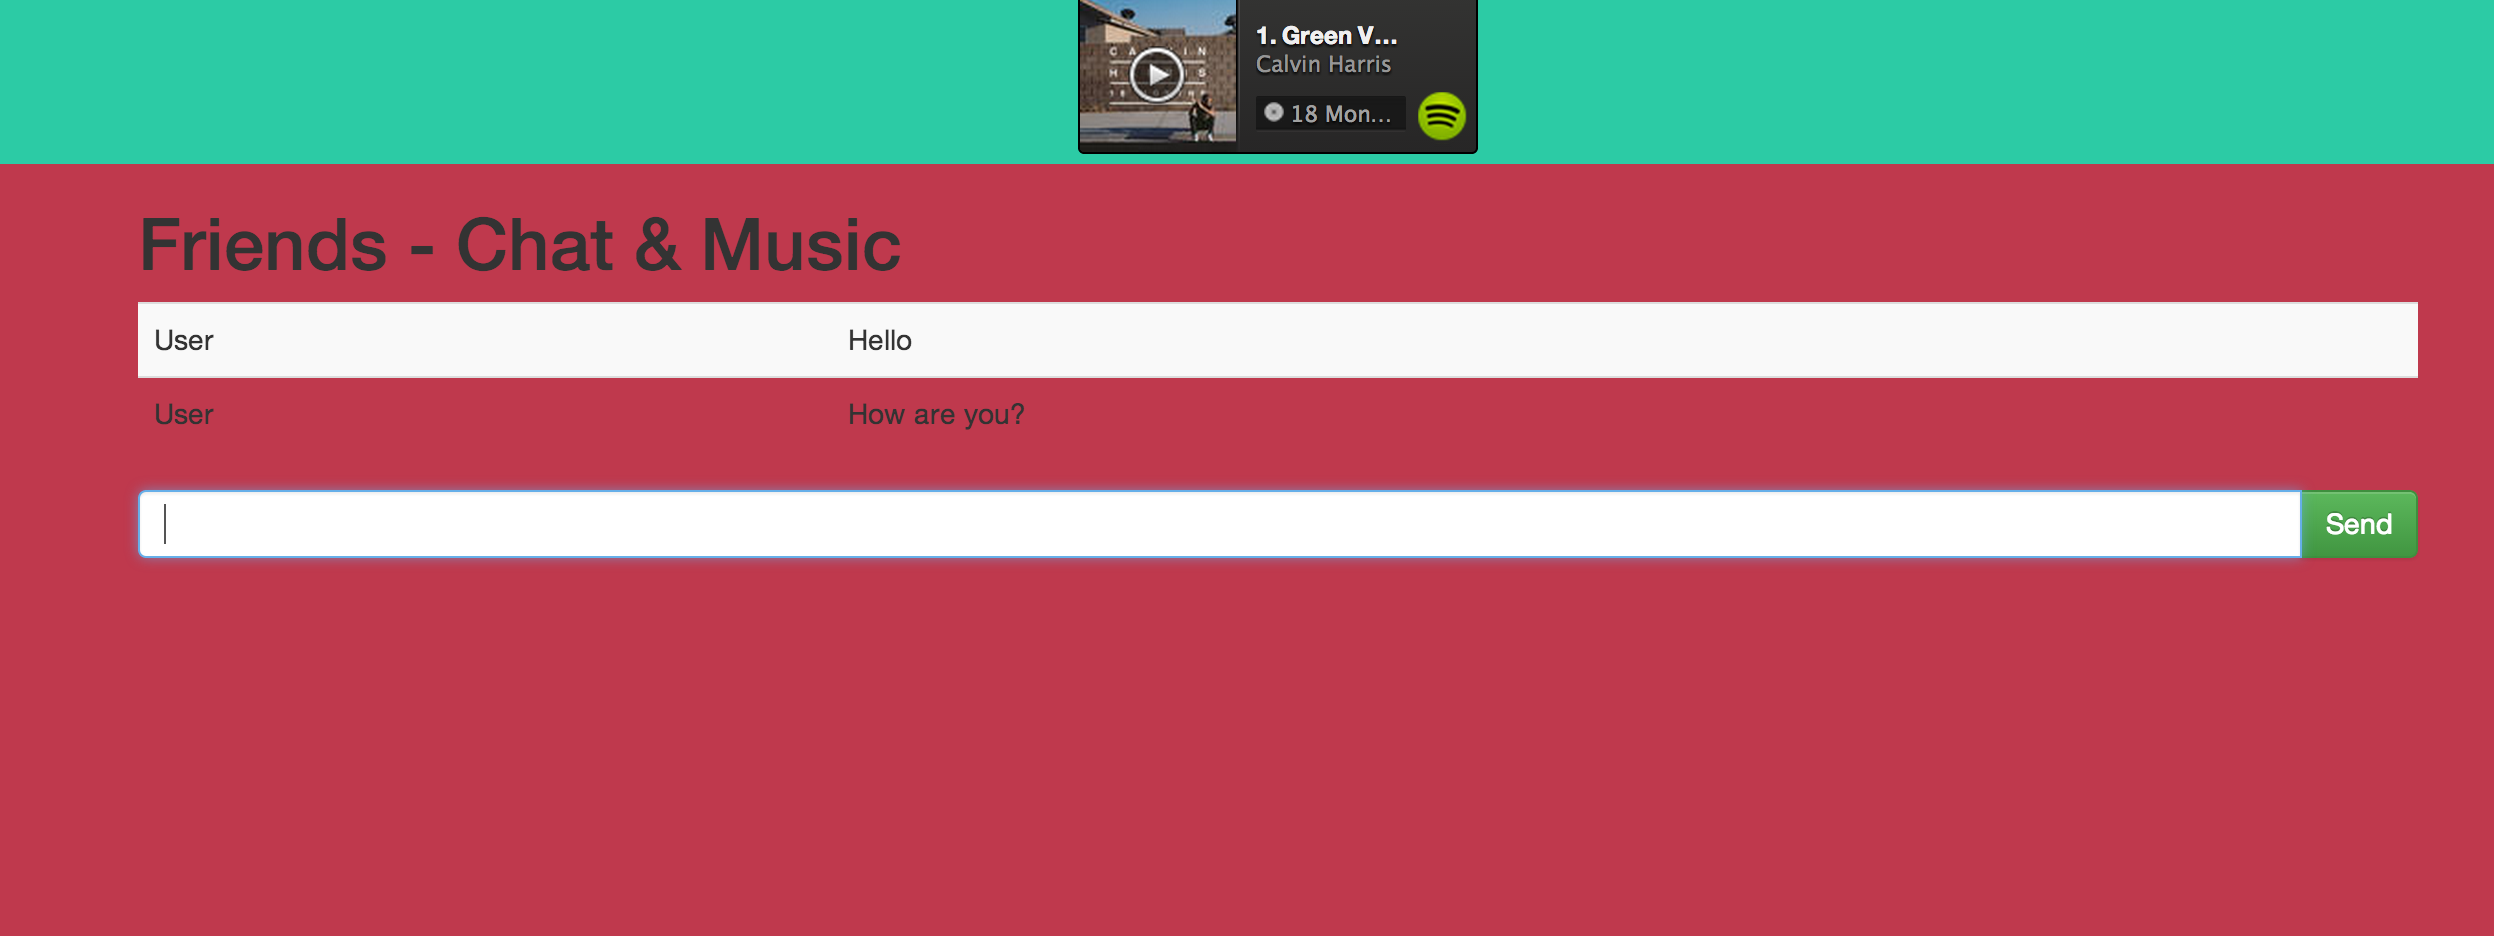 1. Green V...
Calvin Harris
18 Mon...
Friends - Chat & Music
User Hello
User How are you?
Send